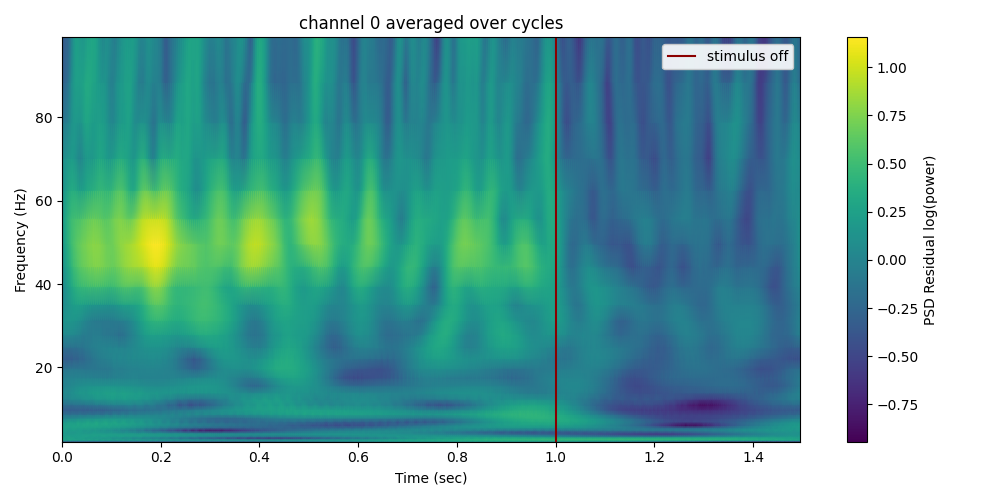 channel 0 averaged over cycles
stimulus off
80
60
40
20
Frequency (Hz)
0.0 0.2 0.4 0.6 0.8 1.0 1.2 1.4
Time (sec)
1.00
0.75
0.50
0.25
0.00
−0.25
−0.50
−0.75
PSD Residual log(power)